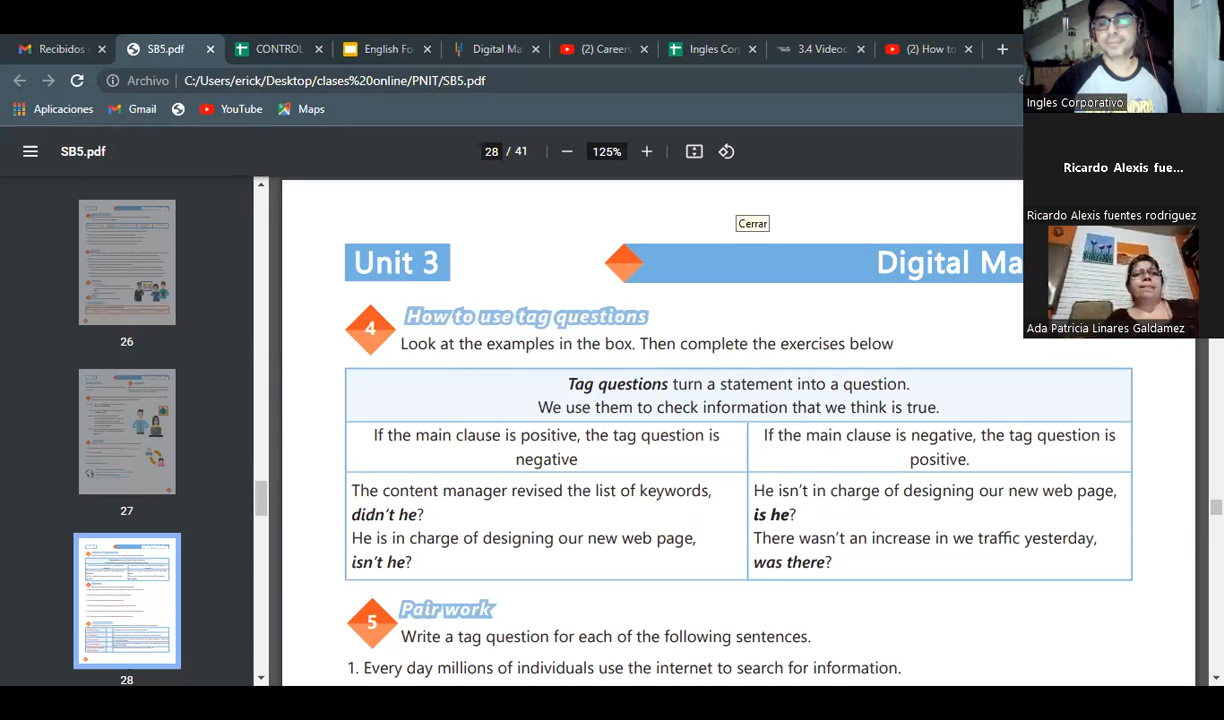 Recibidos
SB5.pdf
CONTROL
English Fo
Digital Ma
(2) Career
Ingles Cor
3.4 Videoc
(2) How to
Archivo
C:/Users/erick/Desktop/clases%20online/PNIT/SB5.pdf
Aplicaciones
Gmail
YouTube
Maps
Ingles Corporativo
SB5.pdf
28 / 41
125%
Ricardo Alexis fue...
Ricardo Alexis fuentes rodriguez
Cerrar
Unit 3
Digital Ma
4
How to use tag questions
Ada Patricia Linares Galdamez
Look at the examples in the box. Then complete the exercises below
26
Tag questions turn a statement into a question.
We use them to check information that we think is true.
If the main clause is positive, the tag question is
negative
If the main clause is negative, the tag question is
positive.
The content manager revised the list of keywords,
didn't he?
He is in charge of designing our new web page,
isn't he?
He isn't in charge of designing our new web page,
is he?
There wasn't an increase in we traffic yesterday,
was there?
27
5
Pair work
Write a tag question for each of the following sentences.
1. Every day millions of individuals use the internet to search for information.
28